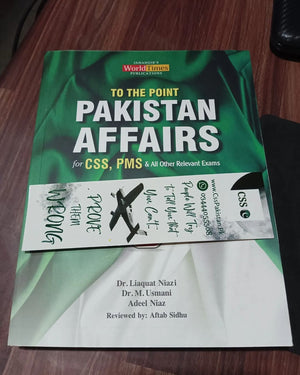 JAHANGIR'S
WorldTimes
PUBLICATIONS
TO THE POINT
PAKISTAN
AFFAIRS
for CSS, PMS & All Other Relevant Exams
PROVE
THEM
WRONG
People Will Try
to Tell You that
You Can't
CSS
Dr. Liaquat Niazi
Dr. M. Usmani
Adeel Niaz
Reviewed by: Aftab Sidhu